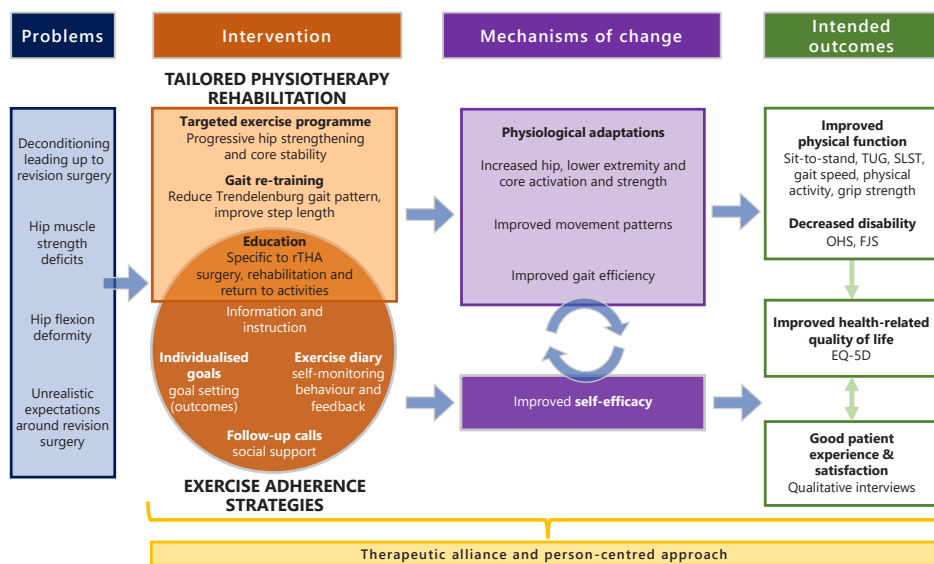 Problems
Intervention
Mechanisms of change
Intended
outcomes
TAILORED PHYSIOTHERAPY
REHABILITATION
Deconditioning
leading up to
revision surgery
Hip muscle
strength
deficits
Hip flexion
deformity
Unrealistic
expectations
around revision
surgery
Targeted exercise programme
Progressive hip strengthening
and core stability
Gait re-training
Reduce Trendelenburg gait pattern,
improve step length
Education
Specific to rTHA
surgery, rehabilitation and
return to activities
Information and
instruction
Individualised
goals
goal setting
(outcomes)
Exercise diary
self-monitoring
behaviour and
feedback
Follow-up calls
social support
EXERCISE ADHERENCE
STRATEGIES
Physiological adaptations
Increased hip, lower extremity and
core activation and strength
Improved movement patterns
Improved gait efficiency
Improved self-efficacy
Improved
physical function
Sit-to-stand, TUG, SLST,
gait speed, physical
activity, grip strength
Decreased disability
OHS, FJS
Improved health-related
quality of life
EQ-5D
Good patient
experience &
satisfaction
Qualitative interviews
Therapeutic alliance and person-centred approach